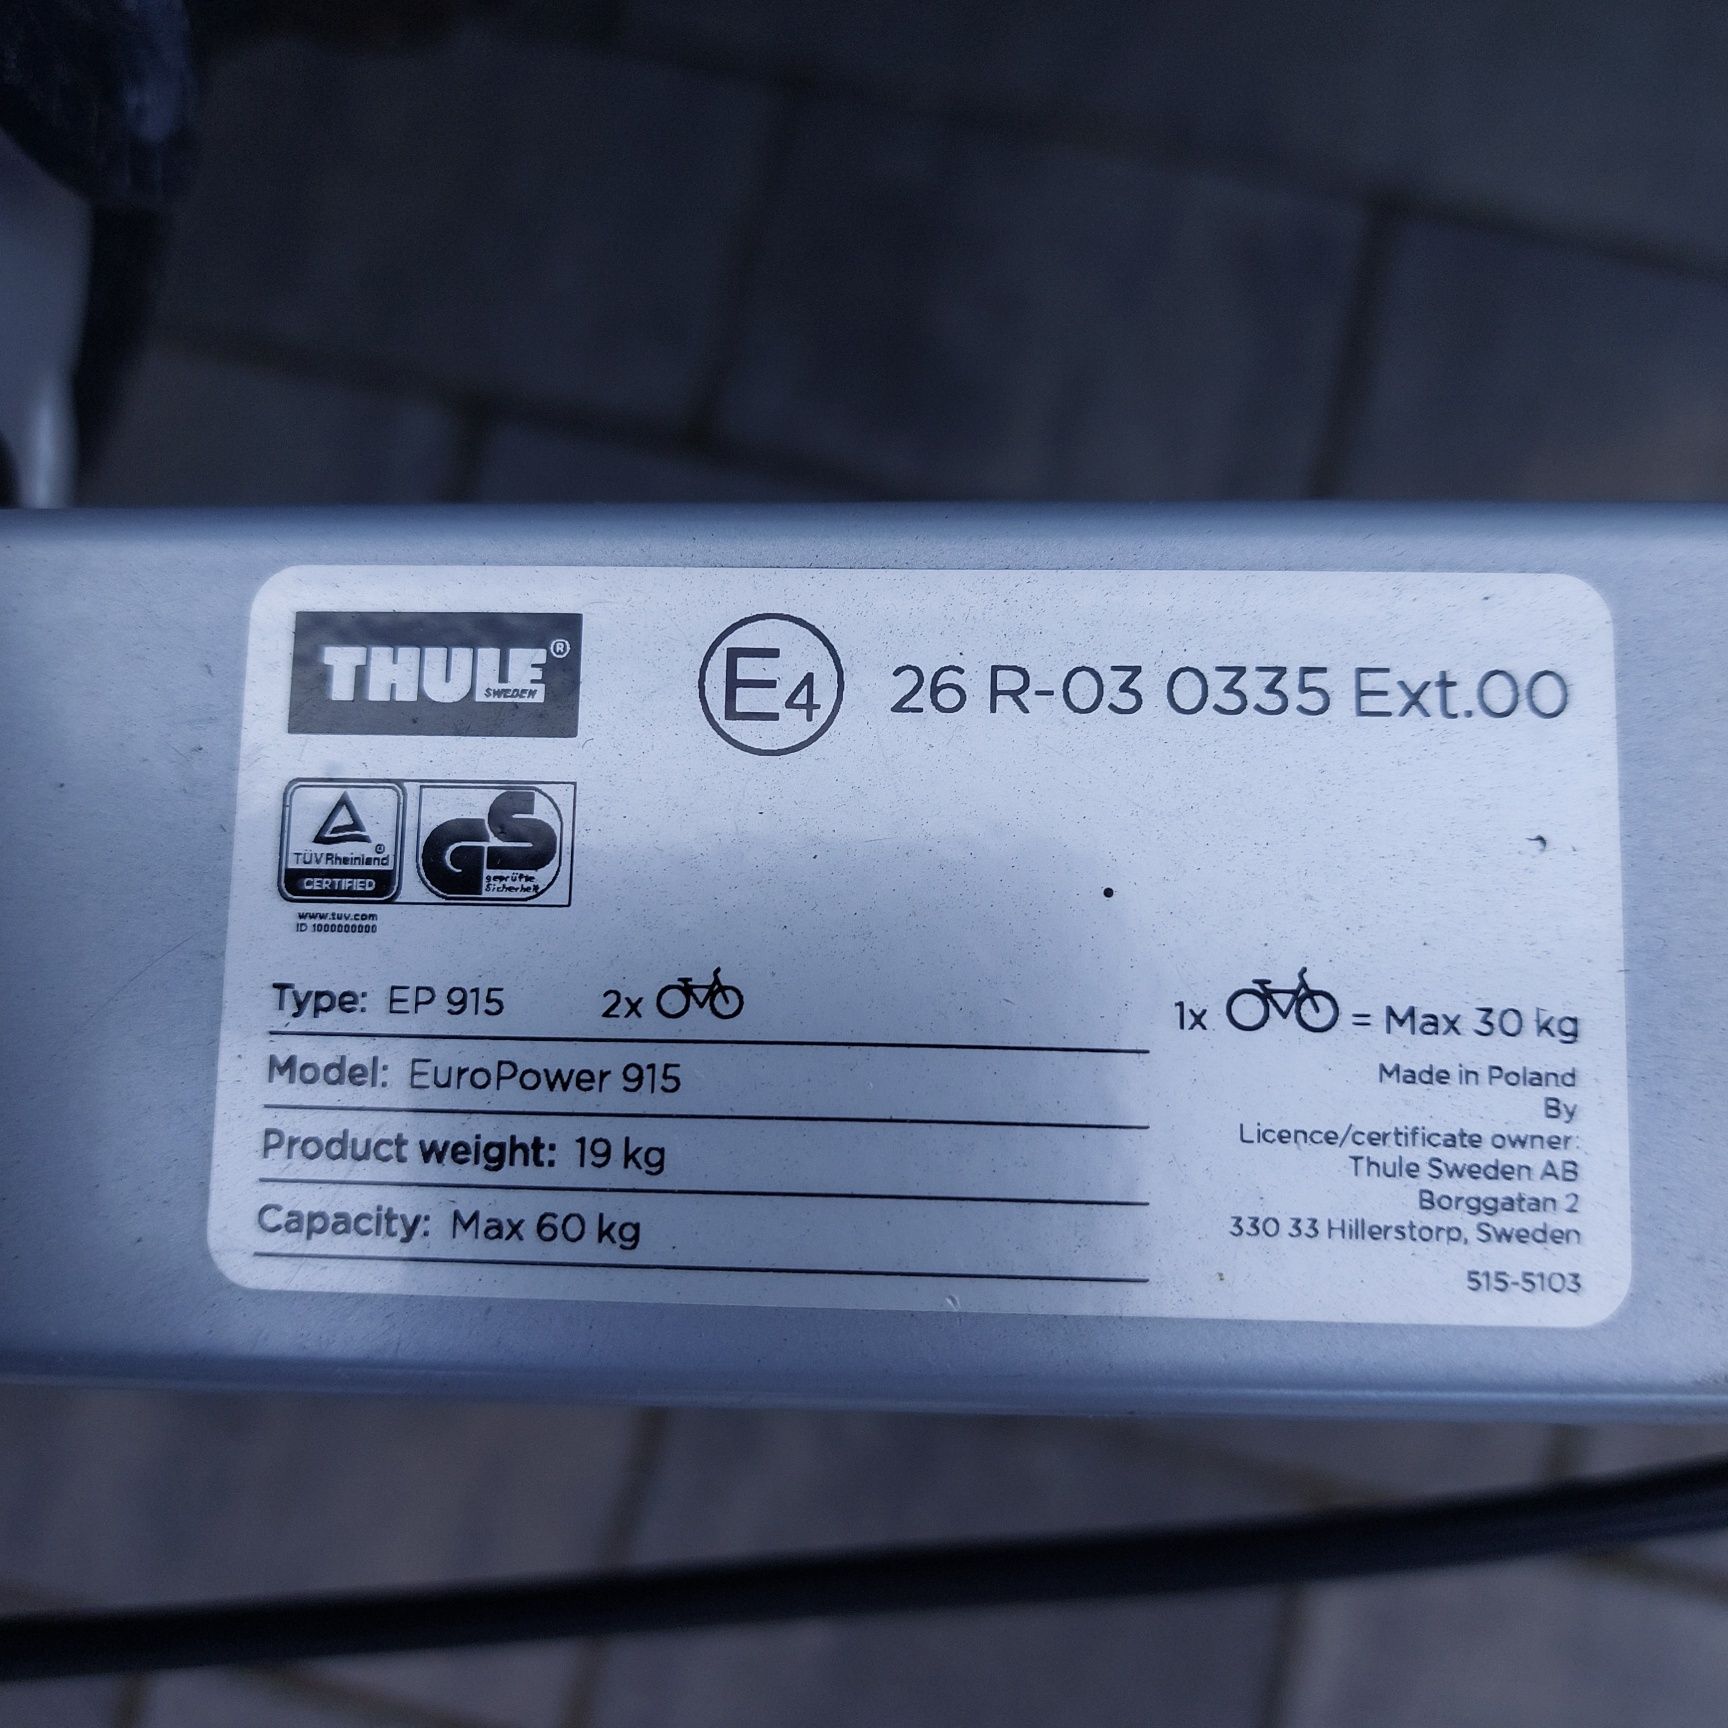 THULE®
SWEDEN
E4 26 R-03 0335 Ext.00
TÜVRheinland®
CERTIFIED
GS
geprüfte
Sicherheit
www.tuv.com
ID 1000000000
Type: EP 915 2x
1x = Max 30 kg
Model: EuroPower 915
Product weight: 19 kg
Capacity: Max 60 kg
Made in Poland
By
Licence/certificate owner:
Thule Sweden AB
Borggatan 2
330 33 Hillerstorp, Sweden
515-5103